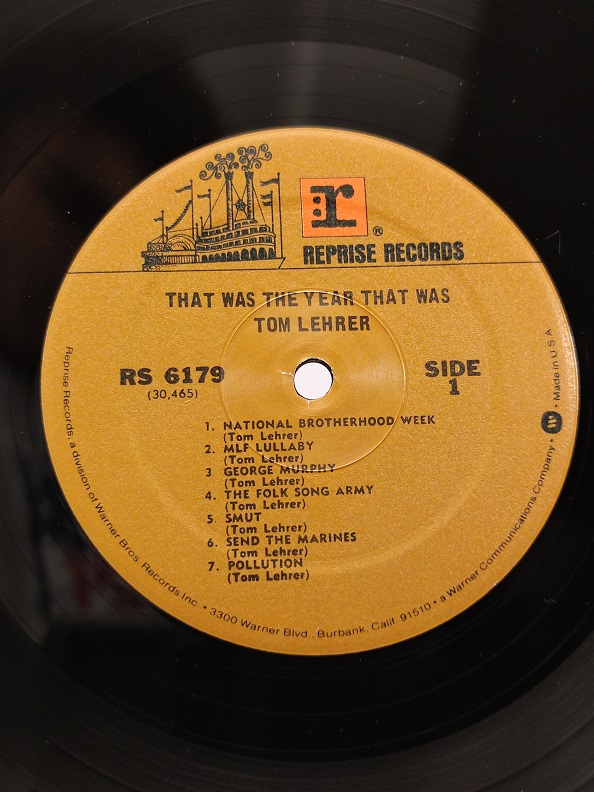 r
®
REPRISE RECORDS
THAT WAS THE YEAR THAT WAS
TOM LEHRER
RS 6179
(30,465)
SIDE
1
1. NATIONAL BROTHERHOOD WEEK
(Tom Lehrer)
2. MLF LULLABY
(Tom Lehrer)
3 GEORGE MURPHY
(Tom Lehrer)
4. THE FOLK SONG ARMY
(Tom Lehrer)
5. SMUT
(Tom Lehrer)
6. SEND THE MARINES
(Tom Lehrer)
7. POLLUTION
(Tom Lehrer)
Reprise Records, a division of Warner Bros. Records Inc. • 3300 Warner Blvd., Burbank, Calif. 91510 • a Warner Communications Company • Made in U.S.A.